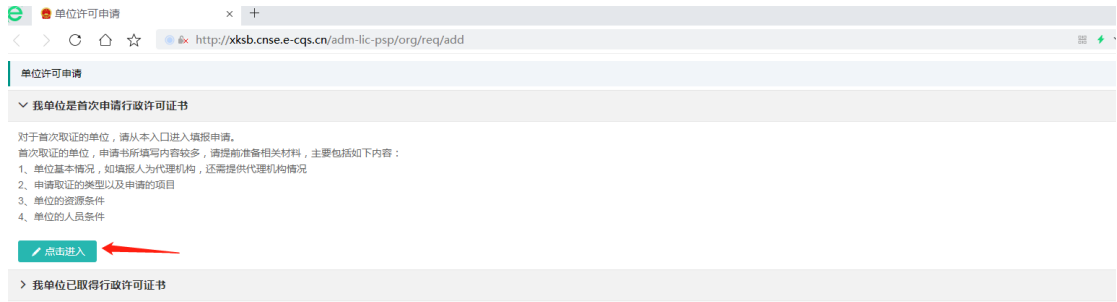 单位许可申请
http://xksb.cnse.e-cqs.cn/adm-lic-psp/org/req/add
单位许可申请
我单位是首次申请行政许可证书
对于首次取证的单位，请从本入口进入填报申请。
首次取证的单位，申请书所填写内容较多，请提前准备相关材料，主要包括如下内容：
1、单位基本情况，如填报人为代理机构，还需提供代理机构情况
2、申请取证的类型以及申请的项目
3、单位的资源条件
4、单位的人员条件
点击进入
我单位已取得行政许可证书